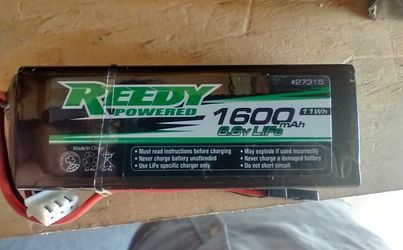 REEDY
POWERED
#27315
1600mAh
11Wh
6.6v LiFe
Made in China
• Must read instructions before charging
• Never charge battery unattended
• Use LiFe specific charger only
• May explode if used incorrectly
• Never charge a damaged battery
• Do not short circuit